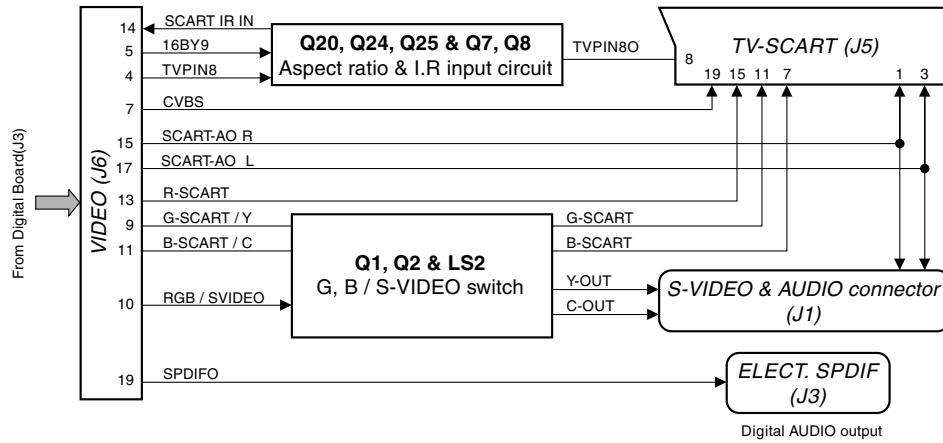 14 SCART IR IN
5 16BY9
4 TVPIN8
Q20, Q24, Q25 & Q7, Q8
Aspect ratio & I.R input circuit
TVPIN8O
TV-SCART (J5)
8
19 15 11 7 1 3
7 CVBS
15 SCART-AO R
17 SCART-AO L
13 R-SCART
9 G-SCART / Y
11 B-SCART / C
10 RGB / SVIDEO
19 SPDIFO
From Digital Board(J3)
VIDEO (J6)
Q1, Q2 & LS2
G, B / S-VIDEO switch
G-SCART
B-SCART
Y-OUT
C-OUT
S-VIDEO & AUDIO connector
(J1)
ELECT. SPDIF
(J3)
Digital AUDIO output